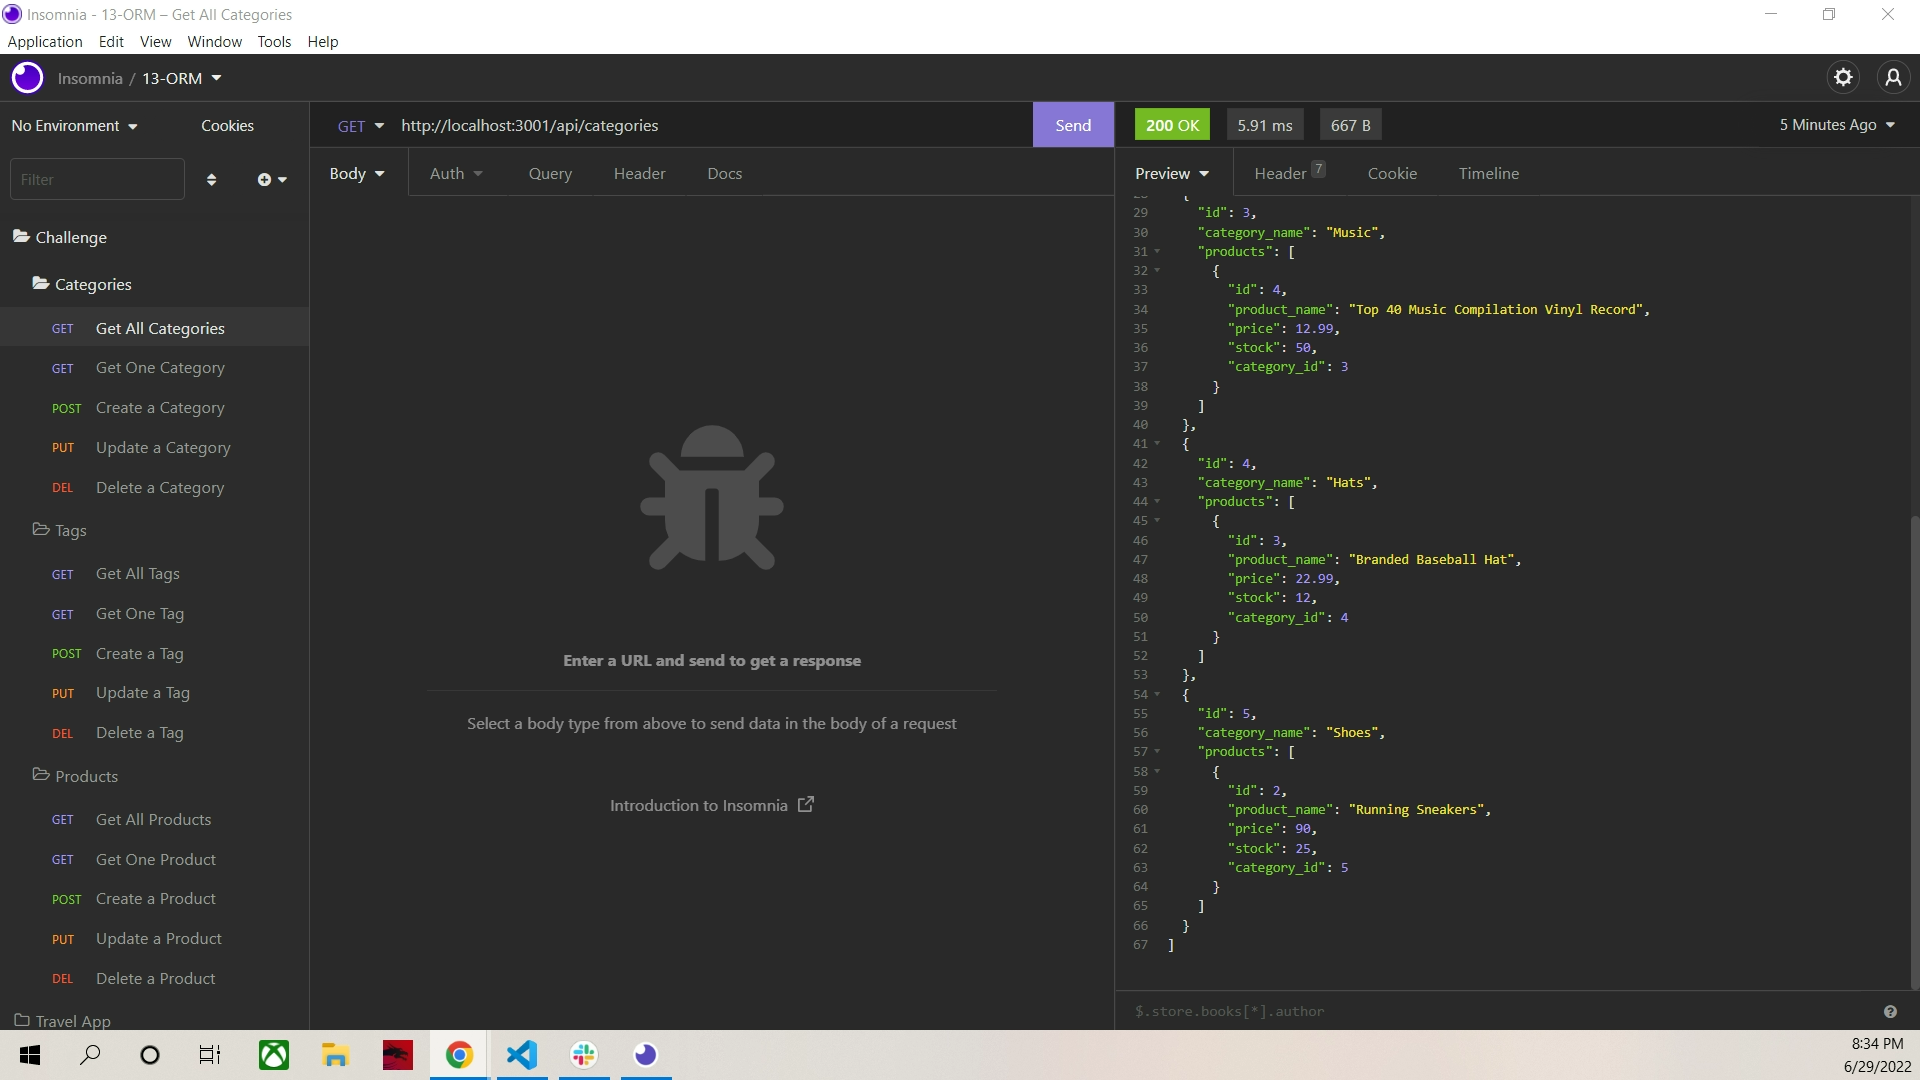 Insomnia - 13-ORM – Get All Categories
Application Edit View Window Tools Help
Insomnia / 13-ORM
No Environment Cookies
Filter
Challenge
Categories
GET Get All Categories
GET Get One Category
POST Create a Category
PUT Update a Category
DEL Delete a Category
Tags
GET Get All Tags
GET Get One Tag
POST Create a Tag
PUT Update a Tag
DEL Delete a Tag
Products
GET Get All Products
GET Get One Product
POST Create a Product
PUT Update a Product
DEL Delete a Product
Travel App
GET http://localhost:3001/api/categories Send
Body Auth Query Header Docs
Enter a URL and send to get a response
Select a body type from above to send data in the body of a request
Introduction to Insomnia
200 OK 5.91 ms 667 B 5 Minutes Ago
Preview Header 7 Cookie Timeline
28 {
29 "id": 3,
30 "category_name": "Music",
31 "products": [
32 {
33 "id": 4,
34 "product_name": "Top 40 Music Compilation Vinyl Record",
35 "price": 12.99,
36 "stock": 50,
37 "category_id": 3
38 }
39 ]
40 },
41 {
42 "id": 4,
43 "category_name": "Hats",
44 "products": [
45 {
46 "id": 3,
47 "product_name": "Branded Baseball Hat",
48 "price": 22.99,
49 "stock": 12,
50 "category_id": 4
51 }
52 ]
53 },
54 {
55 "id": 5,
56 "category_name": "Shoes",
57 "products": [
58 {
59 "id": 2,
60 "product_name": "Running Sneakers",
61 "price": 90,
62 "stock": 25,
63 "category_id": 5
64 }
65 ]
66 }
67 ]
$.store.books[*].author
8:34 PM
6/29/2022